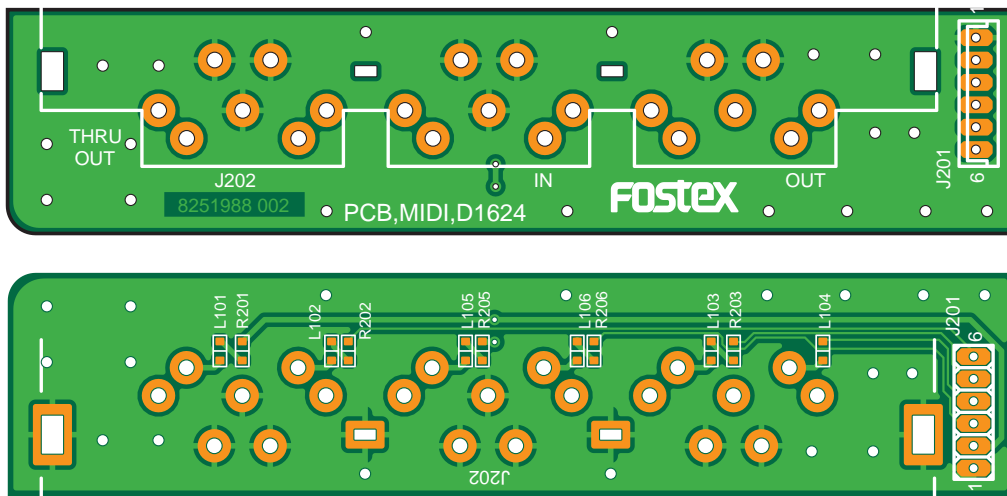 1
THRU
OUT
J202
IN
OUT
J201
6
8251988 002
PCB,MIDI,D1624
Fostex
L101
R201
L102
R202
L105
R205
L106
R206
L103
R203
L104
J201
6
J202
1